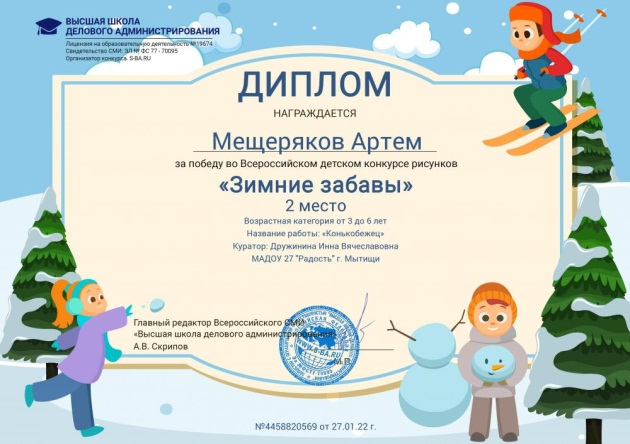 ВЫСШАЯ ШКОЛА
ДЕЛОВОГО АДМИНИСТРИРОВАНИЯ
Лицензия на образовательную деятельность №19674
Свидетельство СМИ: ЭЛ № ФС 77 - 70095
Организатор конкурса. S-BA.RU
ДИПЛОМ
НАГРАЖДАЕТСЯ
Мещеряков Артем
за победу во Всероссийском детском конкурсе рисунков
«Зимние забавы»
2 место
Возрастная категория от 3 до 6 лет
Название работы: «Конькобежец»
Куратор: Дружинина Инна Вячеславовна
МАДОУ 27 "Радость" г. Мытищи
Главный редактор Всероссийского СМИ
«Высшая школа делового администрирования»
А.В. Скрипов
WWW.S-BA.RU
М.П.
№4458820569 от 27.01.22 г.